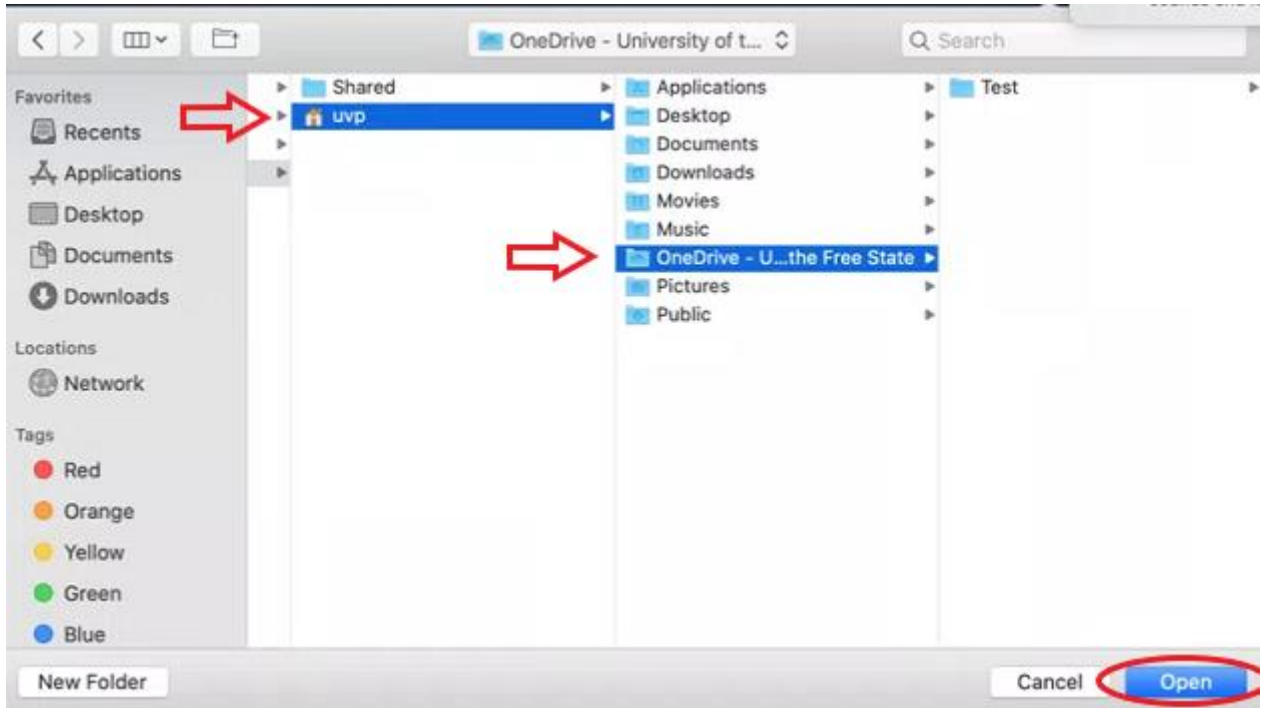 OneDrive - University of t...
Search
Favorites
Recents
Applications
Desktop
Documents
Downloads
Locations
Network
Tags
Red
Orange
Yellow
Green
Blue
Shared
uvp
Applications
Desktop
Documents
Downloads
Movies
Music
OneDrive - U...the Free State
Pictures
Public
Test
New Folder
Cancel
Open